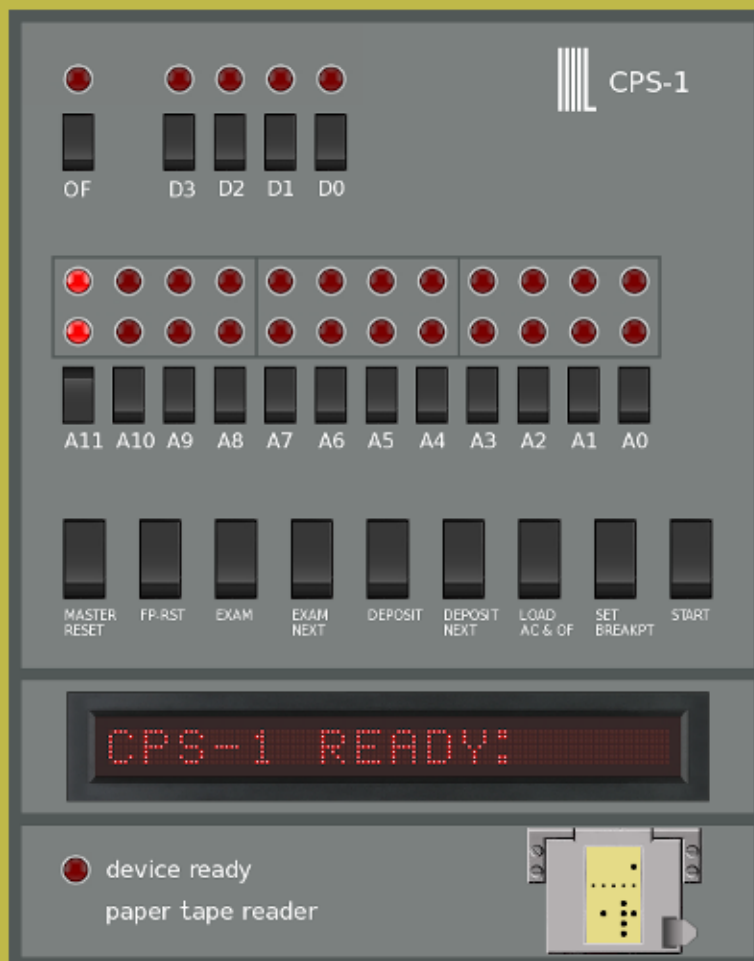 CPS-1
OF D3 D2 D1 D0
A11 A10 A9 A8 A7 A6 A5 A4 A3 A2 A1 A0
MASTER RESET FP-RST EXAM EXAM NEXT DEPOSIT DEPOSIT NEXT LOAD AC & OF SET BREAKPT START
CPS-1 READY:
device ready
paper tape reader